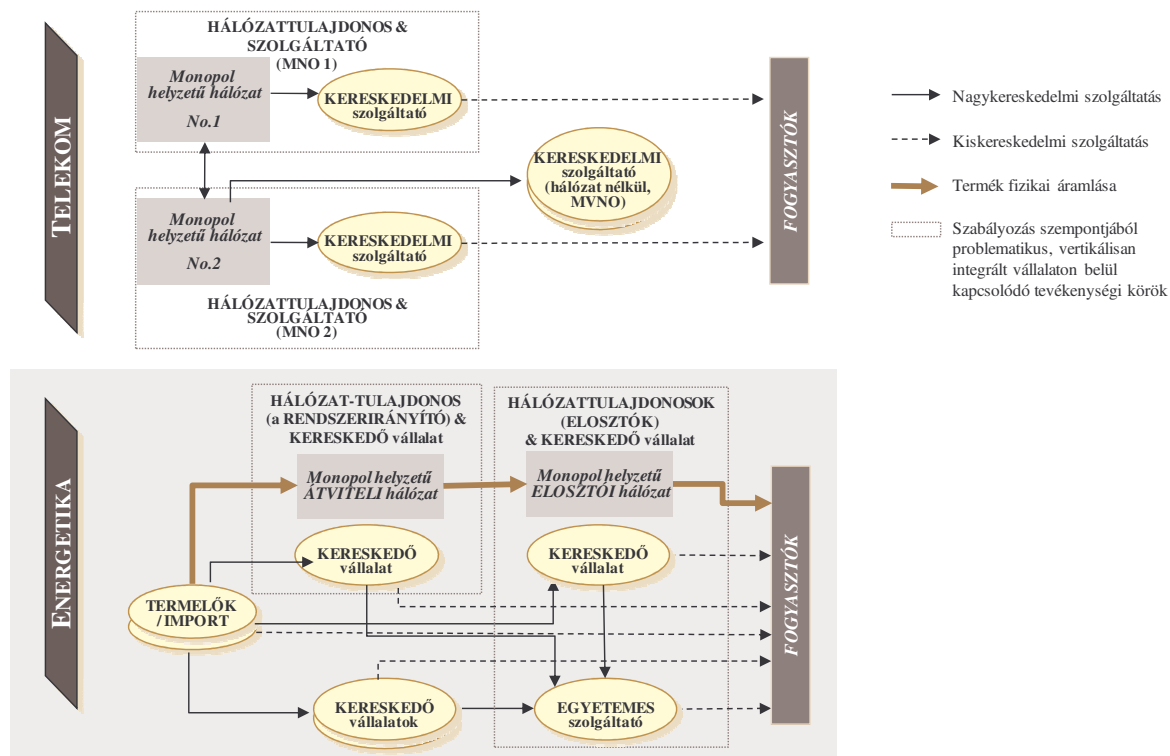 TELEKOM
HÁLÓZATTULAJDONOS &
SZOLGÁLTATÓ
(MNO 1)
Monopol
helyzetű hálózat
No.1
KERESKEDELMI
szolgáltató
KERESKEDELMI
szolgáltató
(hálózat nélkül,
MVNO)
Monopol
helyzetű hálózat
No.2
KERESKEDELMI
szolgáltató
HÁLÓZATTULAJDONOS &
SZOLGÁLTATÓ
(MNO 2)
FOGYASZTÓK
Nagykereskedelmi szolgáltatás
Kiskereskedelmi szolgáltatás
Termék fizikai áramlása
Szabályozás szempontjából
problematikus, vertikálisan
integrált vállalaton belül
kapcsolódó tevékenységi körök
ENERGETIKA
HÁLÓZAT-TULAJDONOS
(a RENDSZERIRÁNYÍTÓ) &
KERESKEDŐ vállalat
HÁLÓZATTULAJDONOSOK
(ELOSZTÓK)
& KERESKEDŐ vállalat
Monopol helyzetű
ÁTVITELI hálózat
Monopol helyzetű
ELOSZTÓI hálózat
KERESKEDŐ
vállalat
KERESKEDŐ
vállalat
TERMELŐK
/ IMPORT
KERESKEDŐ
vállalatok
EGYETEMES
szolgáltató
FOGYASZTÓK